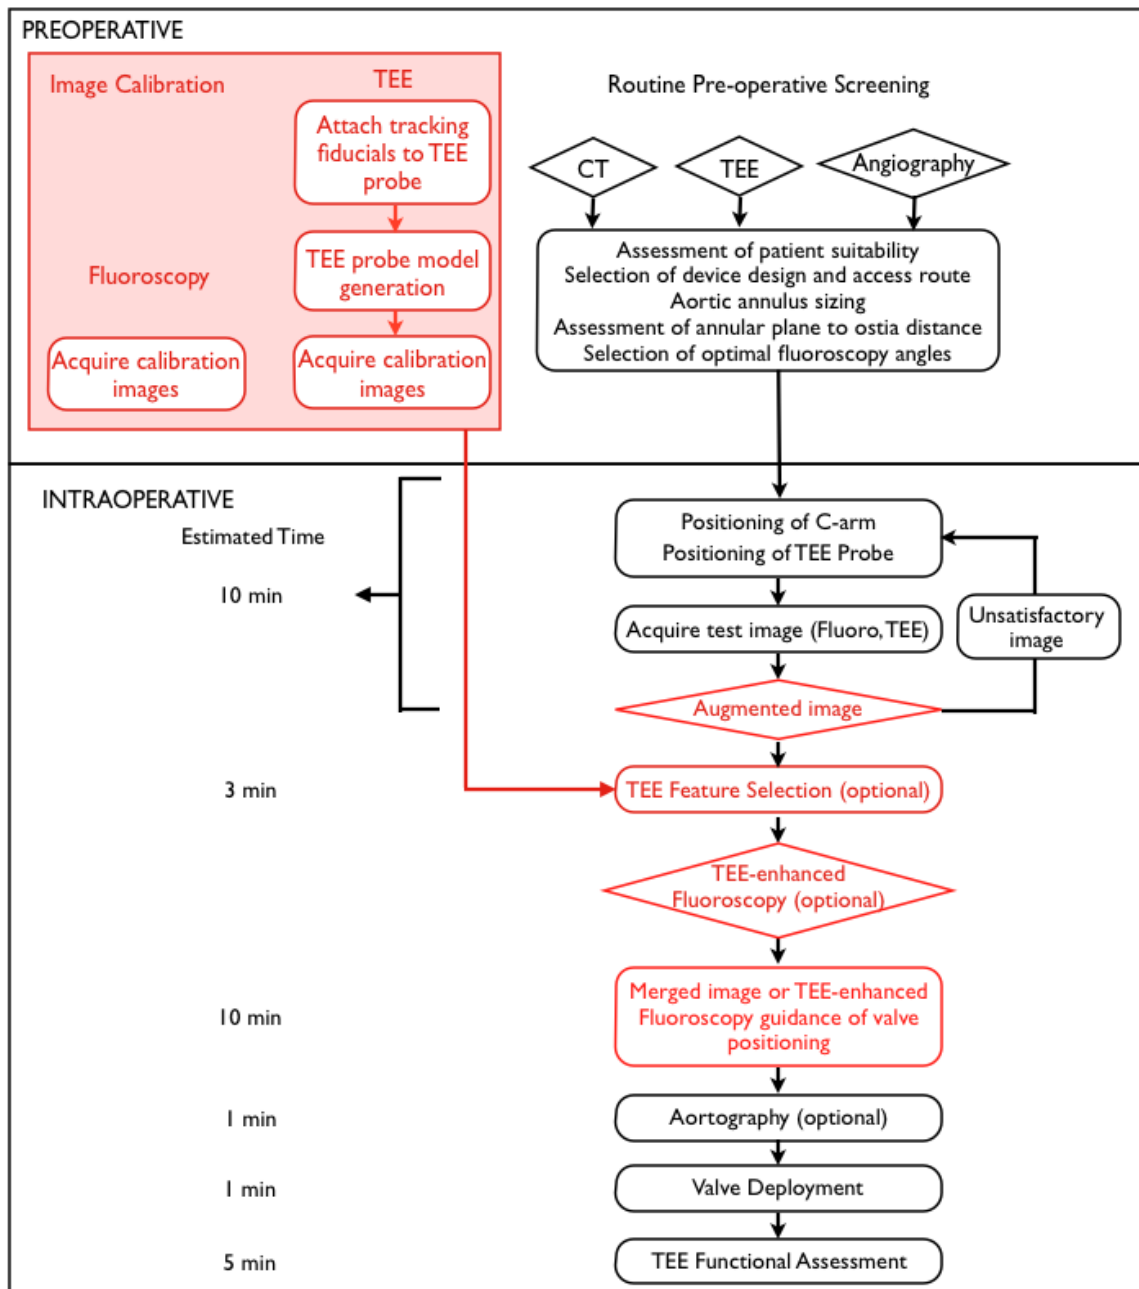 PREOPERATIVE
Image Calibration
TEE
Attach tracking
fiducials to TEE
probe
Fluoroscopy
TEE probe model
generation
Acquire calibration
images
Acquire calibration
images
Routine Pre-operative Screening
CT
TEE
Angiography
Assessment of patient suitability
Selection of device design and access route
Aortic annulus sizing
Assessment of annular plane to ostia distance
Selection of optimal fluoroscopy angles
INTRAOPERATIVE
Estimated Time
Positioning of C-arm
Positioning of TEE Probe
10 min
Acquire test image (Fluoro, TEE)
Unsatisfactory
image
Augmented image
3 min
TEE Feature Selection (optional)
TEE-enhanced
Fluoroscopy (optional)
10 min
Merged image or TEE-enhanced
Fluoroscopy guidance of valve
positioning
1 min
Aortography (optional)
1 min
Valve Deployment
5 min
TEE Functional Assessment